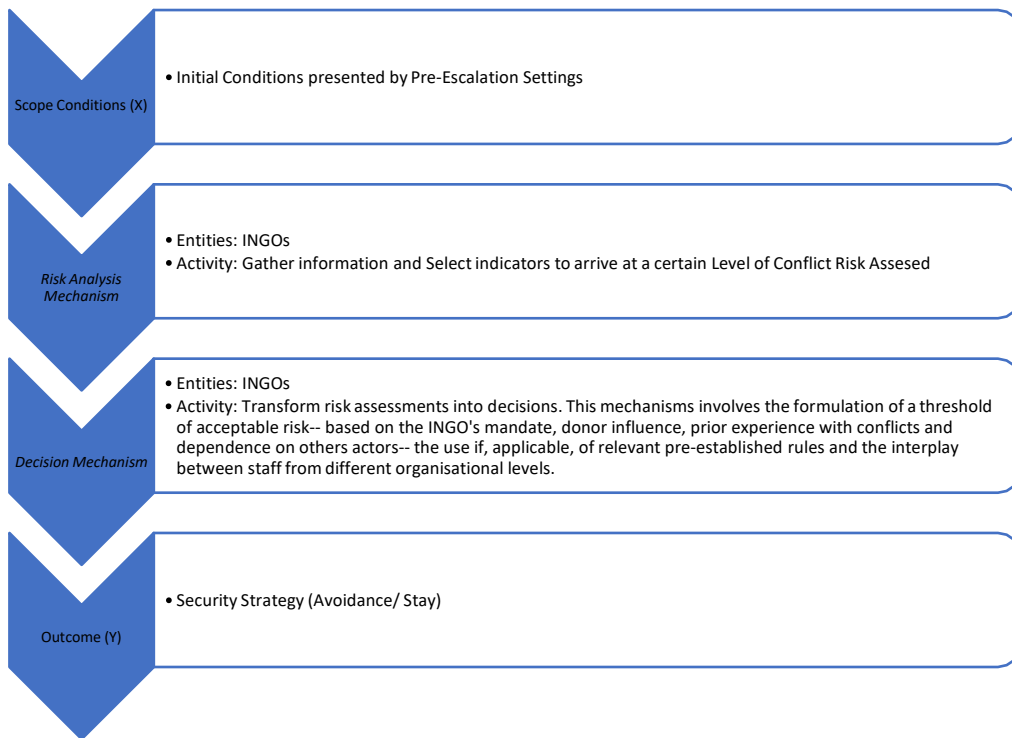 Scope Conditions (X)
• Initial Conditions presented by Pre-Escalation Settings
Risk Analysis
Mechanism
• Entities: INGOs
• Activity: Gather information and Select indicators to arrive at a certain Level of Conflict Risk Assesed
Decision Mechanism
• Entities: INGOs
• Activity: Transform risk assessments into decisions. This mechanisms involves the formulation of a threshold
of acceptable risk-- based on the INGO's mandate, donor influence, prior experience with conflicts and
dependence on others actors-- the use if, applicable, of relevant pre-established rules and the interplay
between staff from different organisational levels.
Outcome (Y)
• Security Strategy (Avoidance/ Stay)